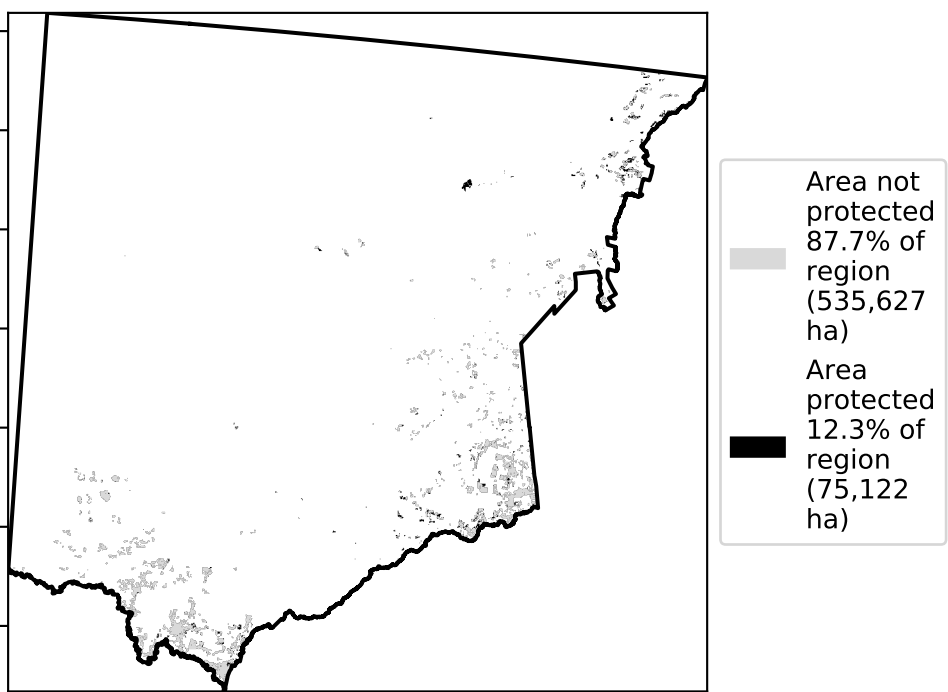 Area not
protected
87.7% of
region
(535,627
ha)
Area
protected
12.3% of
region
(75,122
ha)